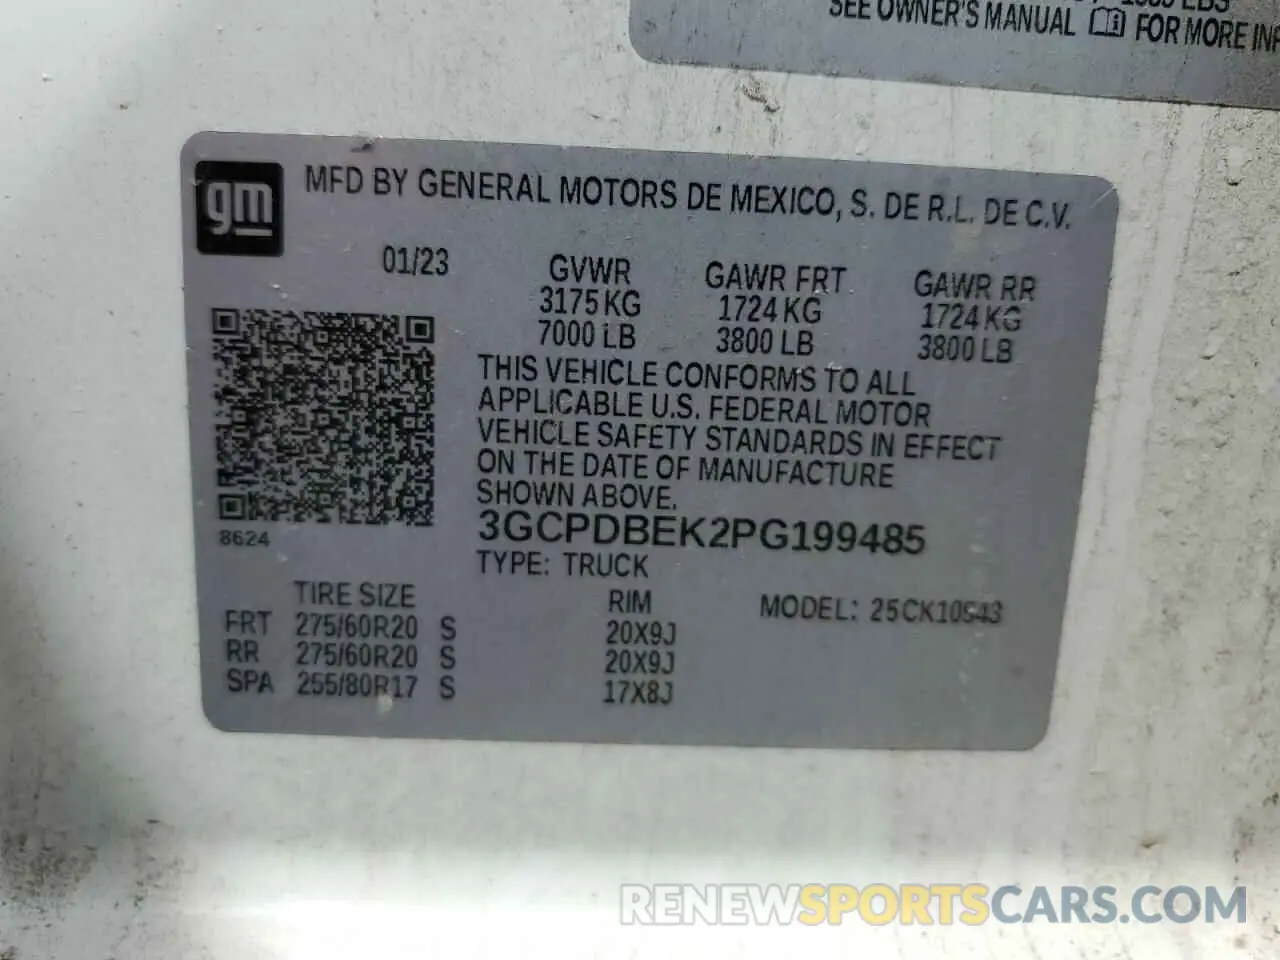 SEE OWNER'S MANUAL FOR MORE
gm
MFD BY GENERAL MOTORS DE MEXICO, S. DE R.L. DE C.V.
01/23
GVWR GAWR FRT GAWR RR
3175 KG 1724 KG 1724 KG
7000 LB 3800 LB 3800 LB
THIS VEHICLE CONFORMS TO ALL
APPLICABLE U.S. FEDERAL MOTOR
VEHICLE SAFETY STANDARDS IN EFFECT
ON THE DATE OF MANUFACTURE
SHOWN ABOVE.
3GCPDBEK2PG199485
8624
TYPE: TRUCK
TIRE SIZE RIM MODEL: 25CK10543
FRT 275/60R20 S 20X9J
RR 275/60R20 S 20X9J
SPA 255/80R17 S 17X8J
RENEWSPORTSCARS.COM